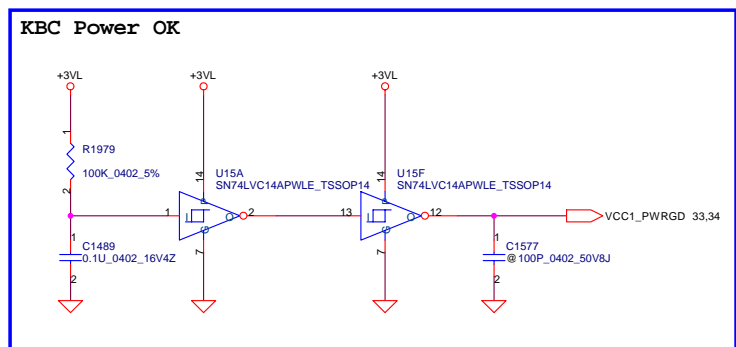 KBC Power OK
+3VL
+3VL
+3VL
1
R1979
100K_0402_5%
2
14
U15A
SN74LVC14APWLE_TSSOP14
14
U15F
SN74LVC14APWLE_TSSOP14
1
I
O
2
P
G
13
I
O
12
P
G
VCC1_PWRGD 33,34
1
C1489
0.1U_0402_16V4Z
2
7
7
1
C1577
@100P_0402_50V8J
2